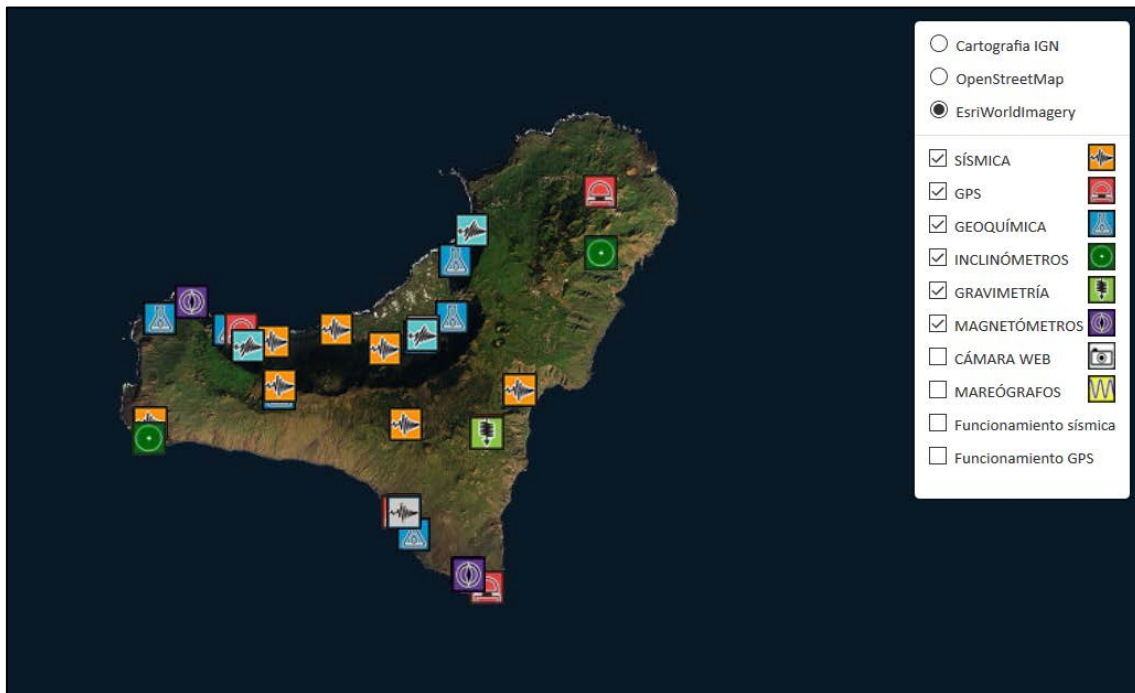 Cartografia IGN
OpenStreetMap
EsriWorldImagery
SÍSMICA
GPS
GEOQUÍMICA
INCLINÓMETROS
GRAVIMETRÍA
MAGNETÓMETROS
CÁMARA WEB
MAREÓGRAFOS
Funcionamiento sísmica
Funcionamiento GPS